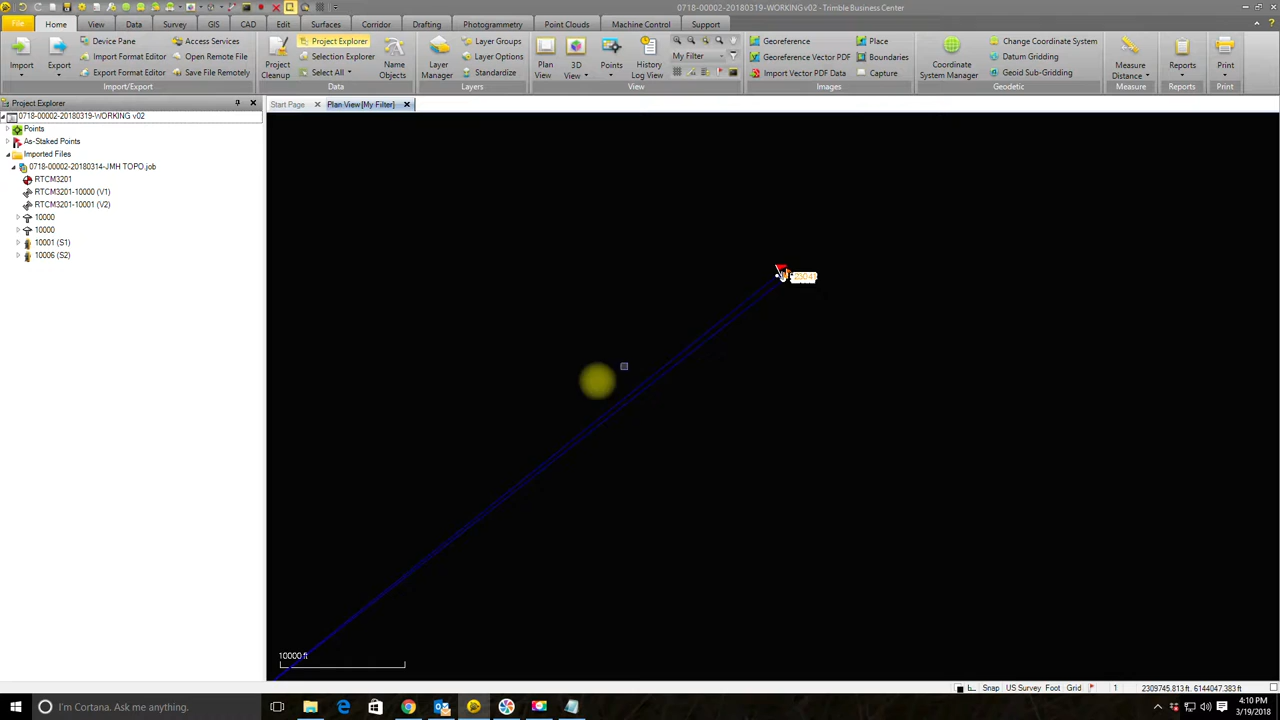 0718-00002-20180319-WORKING v02 - Trimble Business Center
File Home View Data Survey GIS CAD Edit Surfaces Corridor Drafting Photogrammetry Point Clouds Machine Control Support
Import
Export
Device Pane
Import Format Editor
Export Format Editor
Access Services
Open Remote File
Save File Remotely
Import/Export
Project Cleanup
Project Explorer
Selection Explorer
Select All
Name Objects
Data
Layer Manager
Layer Groups
Layer Options
Standardize
Layers
Plan View
3D View
Points
History Log View
My Filter
View
Georeference
Georeference Vector PDF
Import Vector PDF Data
Place
Boundaries
Capture
Images
Coordinate System Manager
Change Coordinate System
Datum Gridding
Geoid Sub-Gridding
Geodetic
Measure Distance
Measure
Reports
Reports
Print
Print
Project Explorer
Start Page
Plan View[My Filter]
0718-00002-20180319-WORKING v02
Points
As-Staked Points
Imported Files
0718-00002-20180314-JMH TOPO.job
RTCM3201
RTCM3201-10000 (V1)
RTCM3201-10001 (V2)
10000
10000
10001 (S1)
10006 (S2)
10000 ft
Snap US Survey Foot Grid 1 2309745.813 ft, 6144047.383 ft
I'm Cortana. Ask me anything.
4:10 PM
3/19/2018